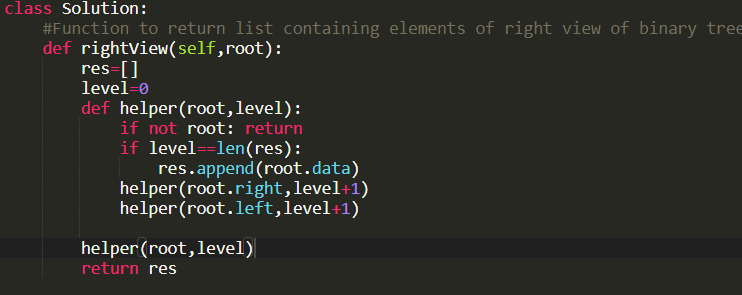 class Solution:
    #Function to return list containing elements of right view of binary tree
    def rightView(self,root):
        res=[]
        level=0
        def helper(root,level):
            if not root: return
            if level==len(res):
                res.append(root.data)
            helper(root.right,level+1)
            helper(root.left,level+1)
        helper(root,level)
        return res